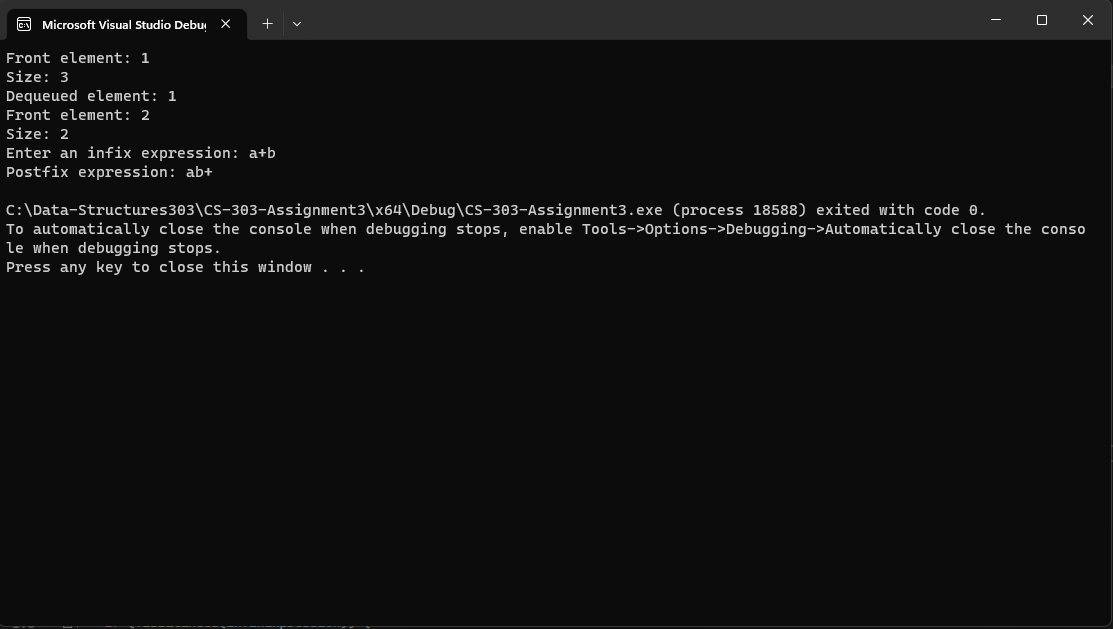 Microsoft Visual Studio Debu
Front element: 1
Size: 3
Dequeued element: 1
Front element: 2
Size: 2
Enter an infix expression: a+b
Postfix expression: ab+
C:\Data-Structures303\CS-303-Assignment3\x64\Debug\CS-303-Assignment3.exe (process 18588) exited with code 0.
To automatically close the console when debugging stops, enable Tools->Options->Debugging->Automatically close the conso
le when debugging stops.
Press any key to close this window . . .